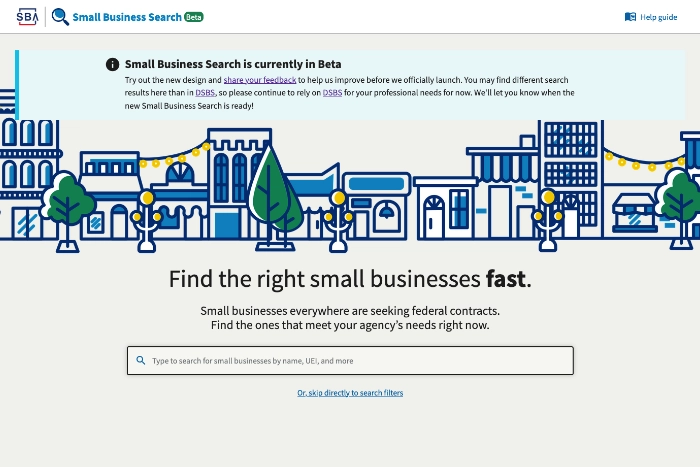 SBA
Small Business Search Beta
Help guide
Small Business Search is currently in Beta
Try out the new design and share your feedback to help us improve before we officially launch. You may find different search
results here than in DSBS, so please continue to rely on DSBS for your professional needs for now. We'll let you know when the
new Small Business Search is ready!
Find the right small businesses fast.
Small businesses everywhere are seeking federal contracts.
Find the ones that meet your agency's needs right now.
Type to search for small businesses by name, UEI, and more
Or, skip directly to search filters